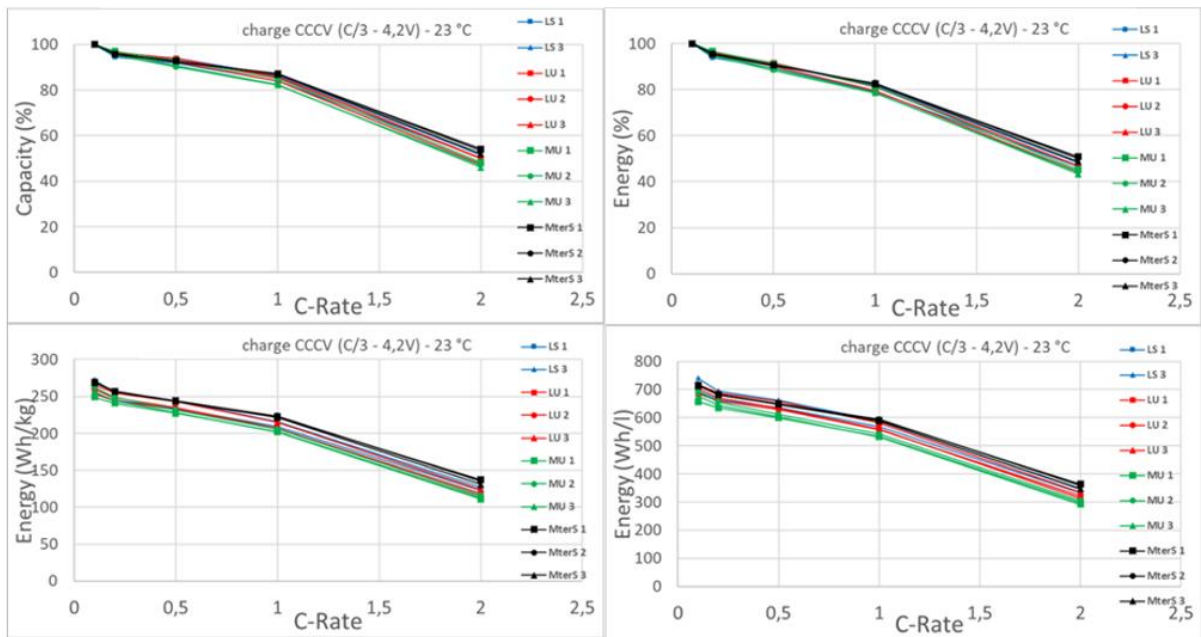 charge CCCV (C/3 - 4,2V) - 23 °C
Capacity (%)
100
80
60
40
20
0
0 0,5 1 1,5 2 2,5
C-Rate
LS 1
LS 3
LU 1
LU 2
LU 3
MU 1
MU 2
MU 3
MterS 1
MterS 2
MterS 3
charge CCCV (C/3 - 4,2V) - 23 °C
Energy (%)
100
80
60
40
20
0
0 0,5 1 1,5 2 2,5
C-Rate
LS 1
LS 3
LU 1
LU 2
LU 3
MU 1
MU 2
MU 3
MterS 1
MterS 2
MterS 3
charge CCCV (C/3 - 4,2V) - 23 °C
Energy (Wh/kg)
300
250
200
150
100
50
0
0 0,5 1 1,5 2 2,5
C-Rate
LS 1
LS 3
LU 1
LU 2
LU 3
MU 1
MU 2
MU 3
MterS 1
MterS 2
MterS 3
charge CCCV (C/3 - 4,2V) - 23 °C
Energy (Wh/l)
800
700
600
500
400
300
200
100
0
0 0,5 1 1,5 2 2,5
C-Rate
LS 1
LS 3
LU 1
LU 2
LU 3
MU 1
MU 2
MU 3
MterS 1
MterS 2
MterS 3